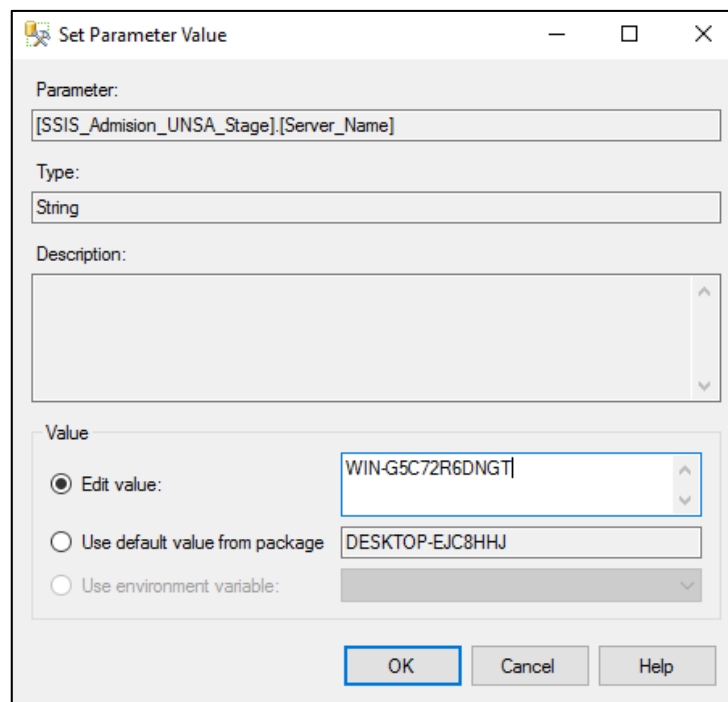 Set Parameter Value
Parameter:
[SSIS_Admision_UNSA_Stage].[Server_Name]
Type:
String
Description:
Value
Edit value:
WIN-G5C72R6DNGT
Use default value from package
DESKTOP-EJC8HHJ
Use environment variable:
OK
Cancel
Help